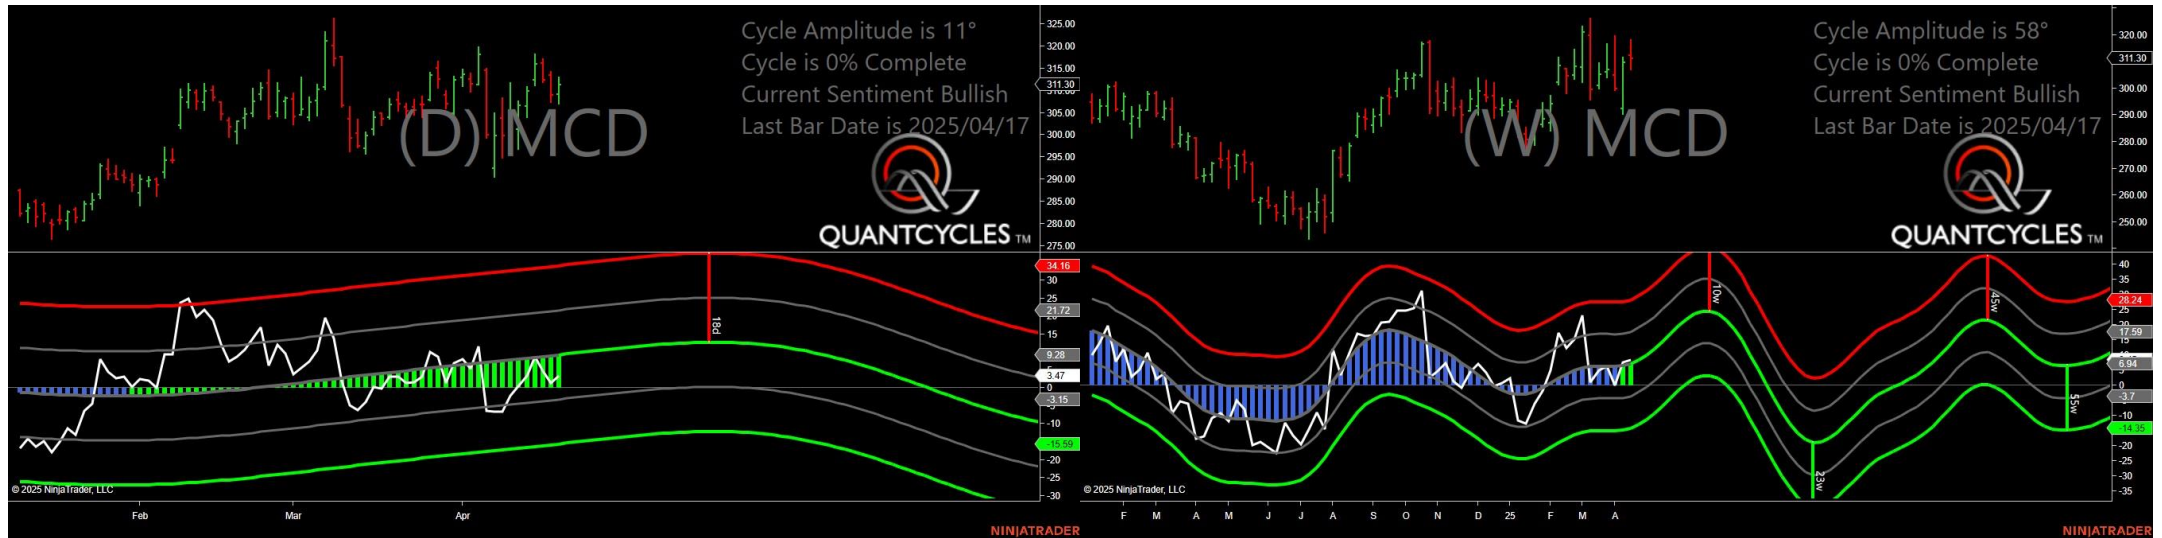 Cycle Amplitude is 11°
Cycle is 0% Complete
Current Sentiment Bullish
Last Bar Date is 2025/04/17
(D) MCD
QUANTCYCLES TM
325.00
320.00
315.00
311.30
305.00
300.00
295.00
290.00
285.00
280.00
275.00
18d
34.16
30
25
21.72
15
9.28
3.47
0
-3.15
-10
-15.59
-20
-25
-30
© 2025 NinjaTrader, LLC
Feb Mar Apr
NINJATRADER
Cycle Amplitude is 58°
Cycle is 0% Complete
Current Sentiment Bullish
Last Bar Date is 2025/04/17
(W) MCD
QUANTCYCLES TM
320.00
311.30
300.00
290.00
280.00
270.00
260.00
250.00
10w
45w
23w
55w
40
35
28.24
25
20
17.59
15
6.94
0
-3.7
-10
-14.35
-20
-25
-30
-35
© 2025 NinjaTrader, LLC
F M A M J J A S O N D 25 F M A
NINJATRADER